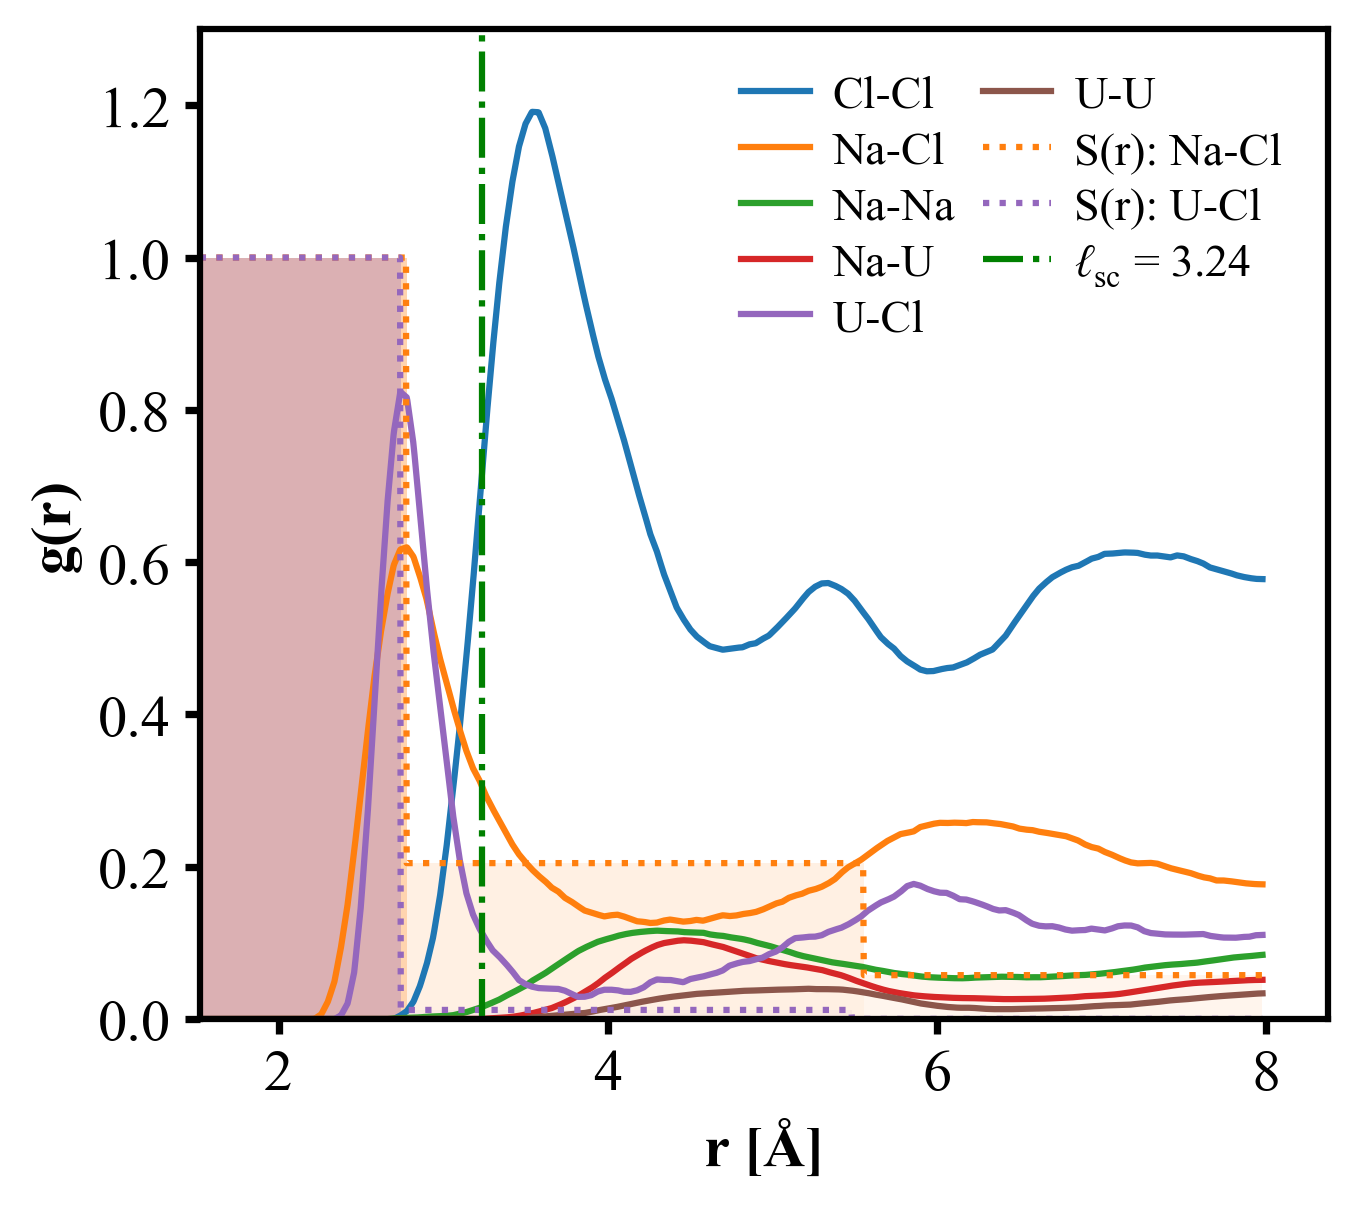 Cl-Cl
Na-Cl
Na-Na
Na-U
U-Cl
U-U
S(r): Na-Cl
S(r): U-Cl
ℓsc = 3.24
1.2
1.0
0.8
0.6
0.4
0.2
0.0
g(r)
2 4 6 8
r [Å]